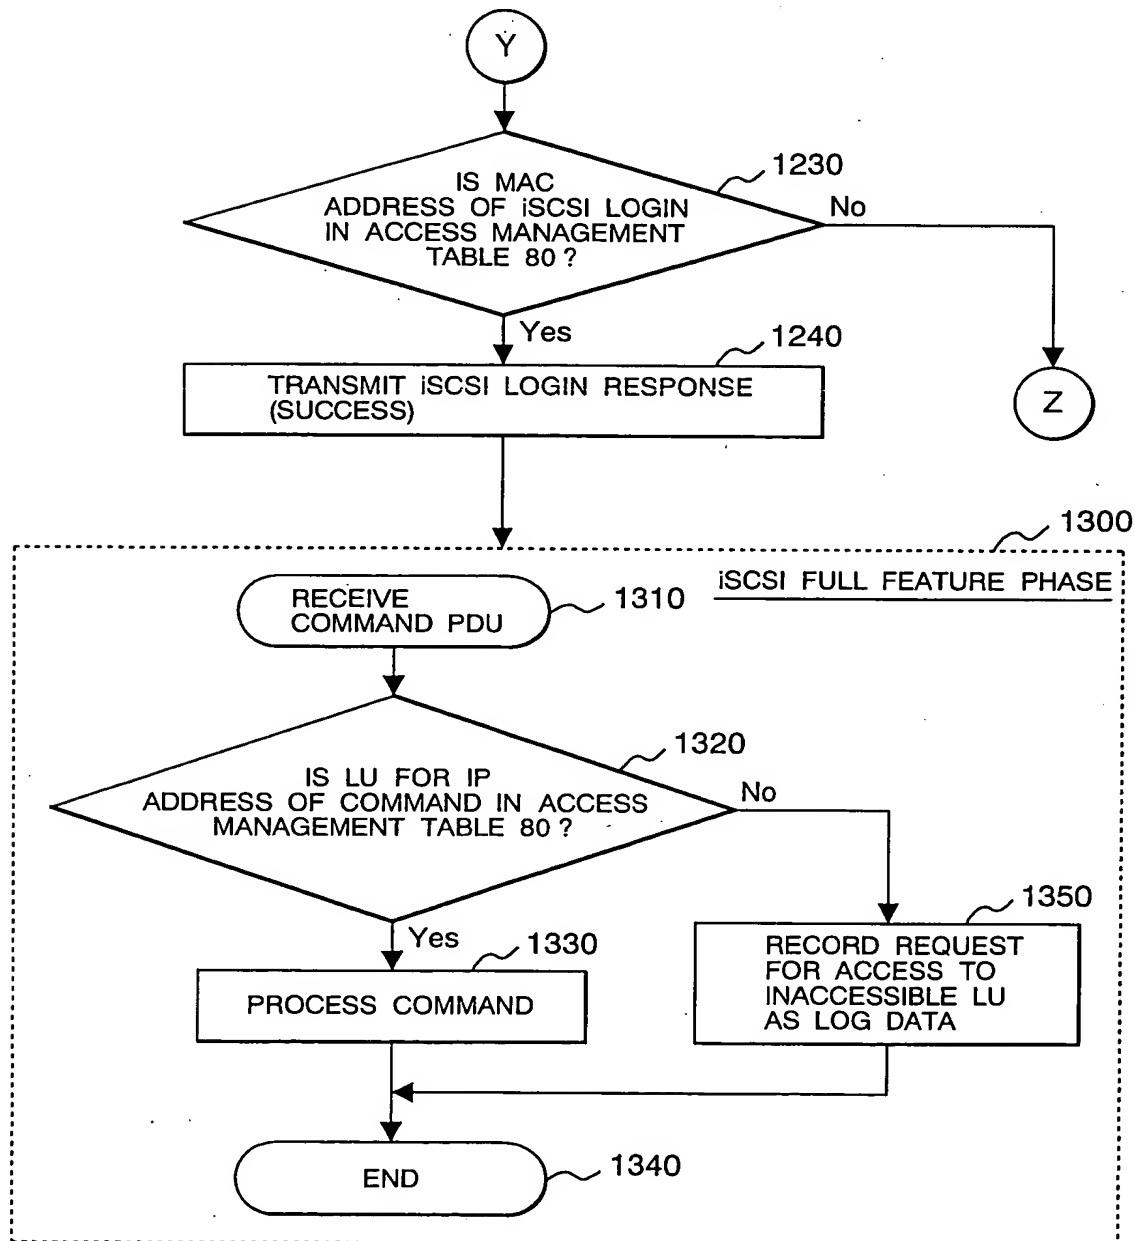 Y
IS MAC
ADDRESS OF iSCSI LOGIN
IN ACCESS MANAGEMENT
TABLE 80 ?
1230
No
Yes
1240
TRANSMIT iSCSI LOGIN RESPONSE
(SUCCESS)
Z
1300
iSCSI FULL FEATURE PHASE
RECEIVE
COMMAND PDU
1310
IS LU FOR IP
ADDRESS OF COMMAND IN ACCESS
MANAGEMENT TABLE 80 ?
1320
No
Yes
1330
PROCESS COMMAND
1350
RECORD REQUEST
FOR ACCESS TO
INACCESSIBLE LU
AS LOG DATA
END
1340